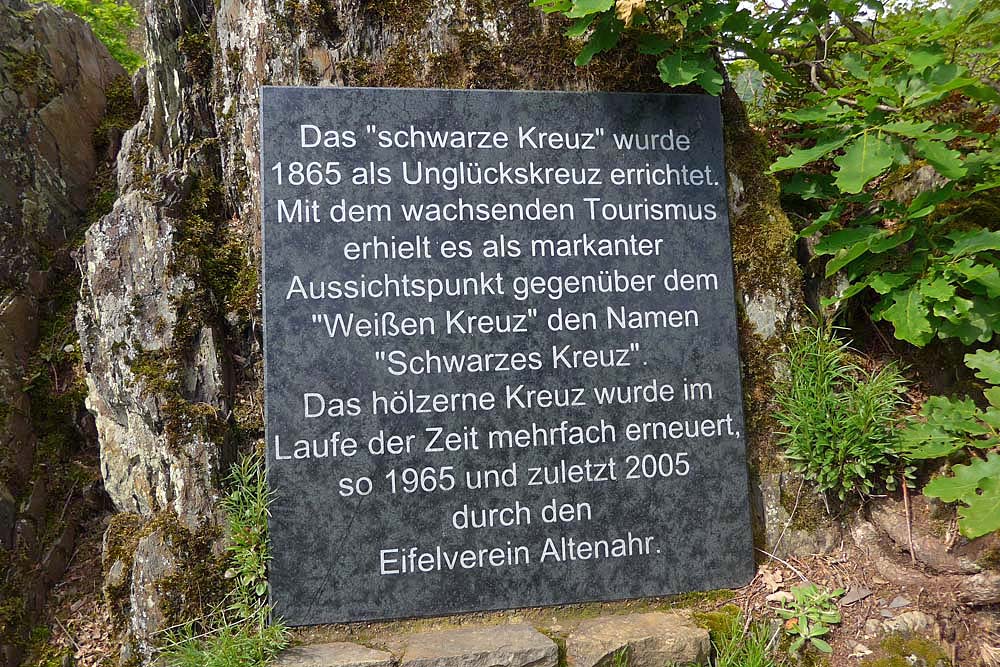 Das "schwarze Kreuz" wurde
1865 als Unglückskreuz errichtet.
Mit dem wachsenden Tourismus
erhielt es als markanter
Aussichtspunkt gegenüber dem
"Weißen Kreuz" den Namen
"Schwarzes Kreuz".
Das hölzerne Kreuz wurde im
Laufe der Zeit mehrfach erneuert,
so 1965 und zuletzt 2005
durch den
Eifelverein Altenahr.